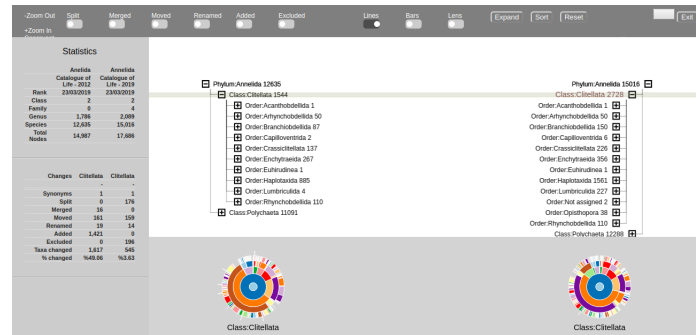 -Zoom Out Split Merged Moved Renamed Added Excluded Lines Bars Lens Expand Sort Reset Exit
+Zoom In
Statistics
Anelida Annelida
Catalogue of Life - 2012 Catalogue of Life - 2019
Rank 23/03/2019 23/03/2019
Class 2 2
Family 0 4
Genus 1,786 2,089
Species 12,635 15,016
Total Nodes 14,987 17,686
Changes Clitellata Clitellata
- -
Synonyms 1 1
Split 0 176
Merged 16 0
Moved 161 159
Renamed 19 14
Added 1,421 0
Excluded 0 196
Taxa changed 1,617 545
% changed %49.06 %3.63
Phylum:Annelida 12635
Class:Clitellata 1544
Order:Acanthobdellida 1
Order:Arhynchobdellida 50
Order:Branchiobdellida 87
Order:Capilloventrida 2
Order:Crassiclitellata 137
Order:Enchytraeida 267
Order:Euhirudinea 1
Order:Haplotaxida 885
Order:Lumbriculida 4
Order:Rhynchobdellida 110
Class:Polychaeta 11091
Phylum:Annelida 15016
Class:Clitellata 2728
Order:Acanthobdellida 1
Order:Arhynchobdellida 50
Order:Branchiobdellida 150
Order:Capilloventrida 6
Order:Crassiclitellata 226
Order:Enchytraeida 356
Order:Euhirudinea 1
Order:Haplotaxida 1561
Order:Lumbriculida 227
Order:Not assigned 2
Order:Opisthopora 38
Order:Rhynchobdellida 110
Class:Polychaeta 12288
Class:Clitellata
Class:Clitellata